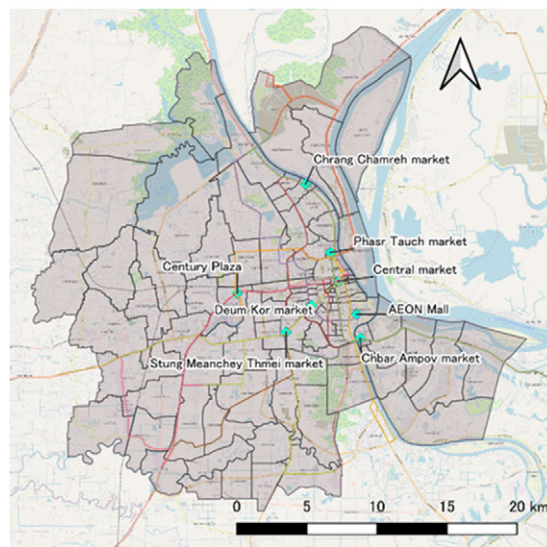 Chrang Chamreh market
Phasr Tauch market
Century Plaza
Central market
Deum Kor market
AEON Mall
Stung Meanchey Thmei market
Chbar Ampov market
0 5 10 15 20 km